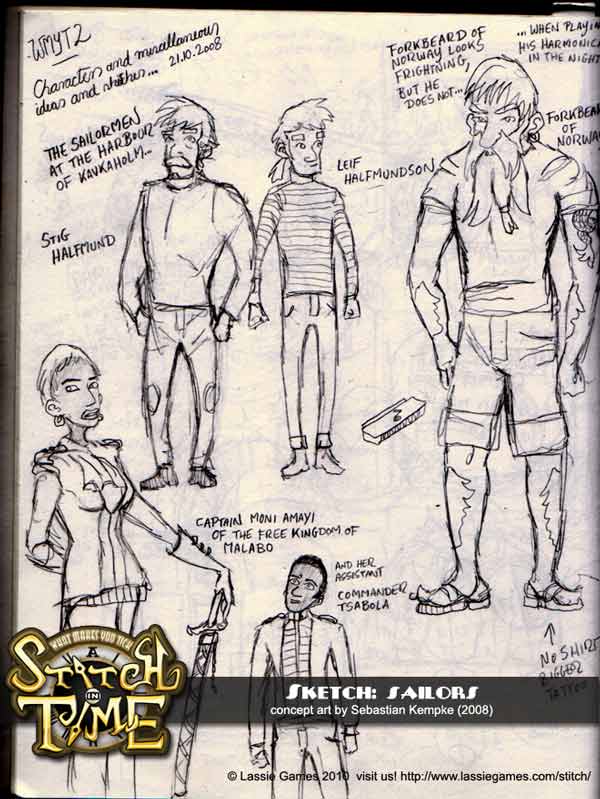 WMYT2
Characters and miscellaneous
ideas and sketches... 21.10.2008
FORKBEARD OF
NORWAY LOOKS
FRIGHTNING,
BUT HE
DOES NOT...
... WHEN PLAYIN
HIS HARMONICA
IN THE NIGHT
THE SAILORMEN
AT THE HARBOUR
OF KAVKAHOLM...
STIG
HALFMUND
LEIF
HALFMUNDSON
FORKBEARD
OF
NORWAY
CAPTAIN MONI AMAYI
OF THE FREE KINGDOM OF
MALABO
AND HER
ASSISTANT
COMMANDER
TSABOLA
NO SHIRT
BIGGER
TATTOO
WHAT MAKES YOU TICK
A
STITCH
IN
TIME
SKETCH: SAILORS
concept art by Sebastian Kempke (2008)
© Lassie Games 2010 visit us! http://www.lassiegames.com/stitch/